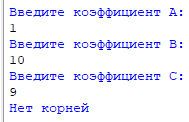 Введите коэффициент A:
1
Введите коэффициент B:
10
Введите коэффициент C:
9
Нет корней